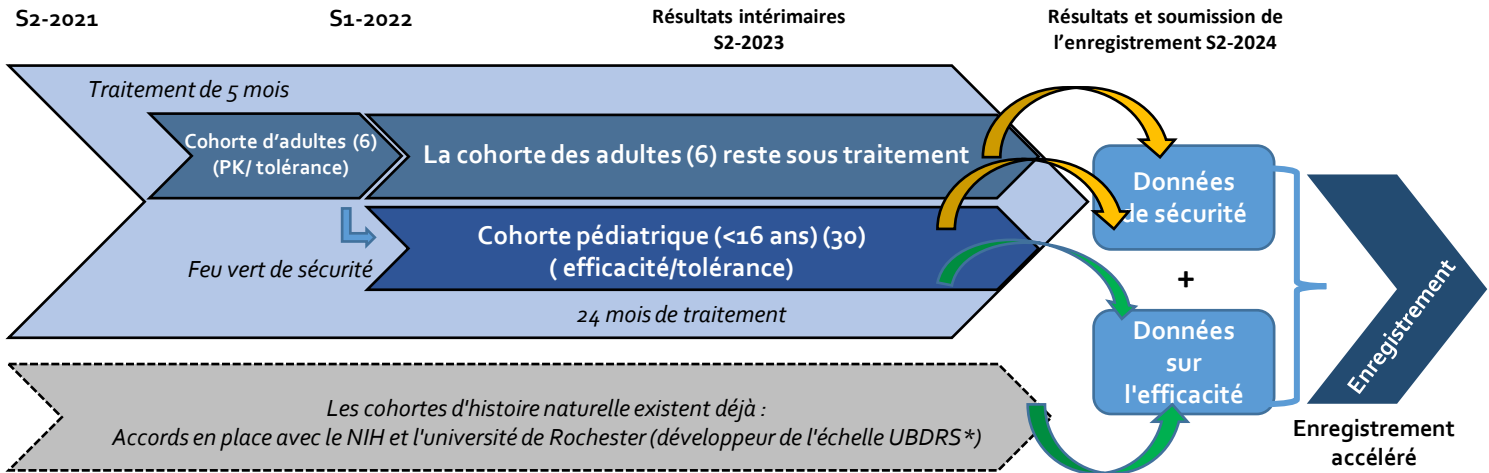 S2-2021
S1-2022
Résultats intérimaires
S2-2023
Résultats et soumission de
l'enregistrement S2-2024
Traitement de 5 mois
Cohorte d'adultes (6)
(PK/ tolérance)
La cohorte des adultes (6) reste sous traitement
Feu vert de sécurité
Cohorte pédiatrique (<16 ans) (30)
( efficacité/tolérance)
24 mois de traitement
Les cohortes d'histoire naturelle existent déjà :
Accords en place avec le NIH et l'université de Rochester (développeur de l'échelle UBDRS*)
Données
de sécurité
+
Données
sur
l'efficacité
Enregistrement
Enregistrement
accéléré